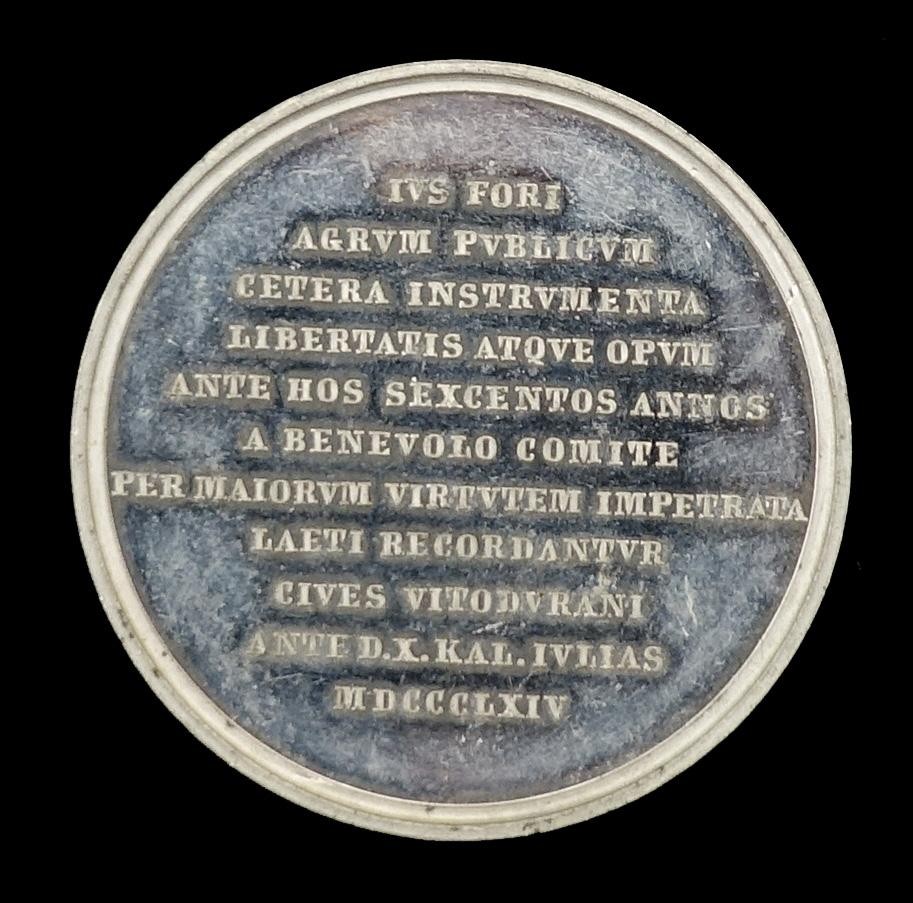 IVS FORI
AGRVM PVBLICVM
CETERA INSTRVMENTA
LIBERTATIS ATQVE OPVM
ANTE HOS SEXCENTOS ANNOS
A BENEVOLO COMITE
PER MAIORVM VIRTVTEM IMPETRATA
LAETI RECORDANTVR
CIVES VITODVRANI
ANTE D.X.KAL.IVLIAS
MDCCCLXIV